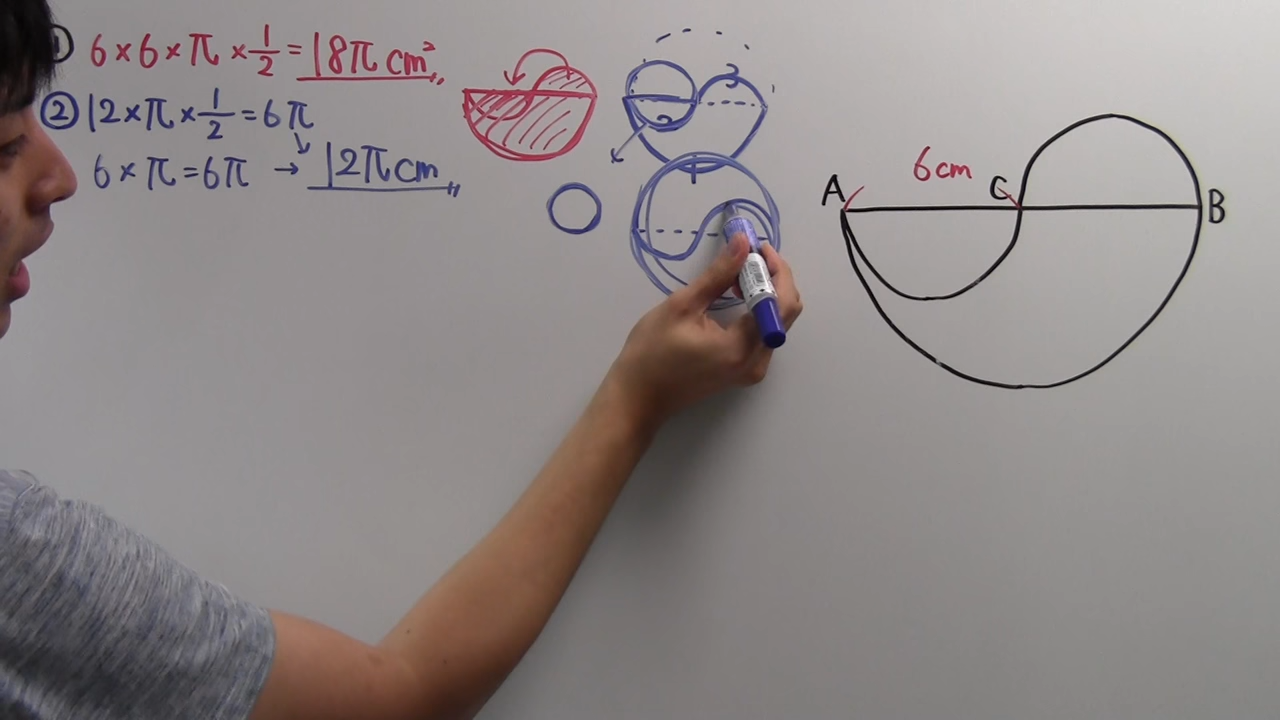 ① 6×6×π×1/2=18πcm²
② 12×π×1/2=6π
6×π=6π → 12πcm
6cm
A
C
B